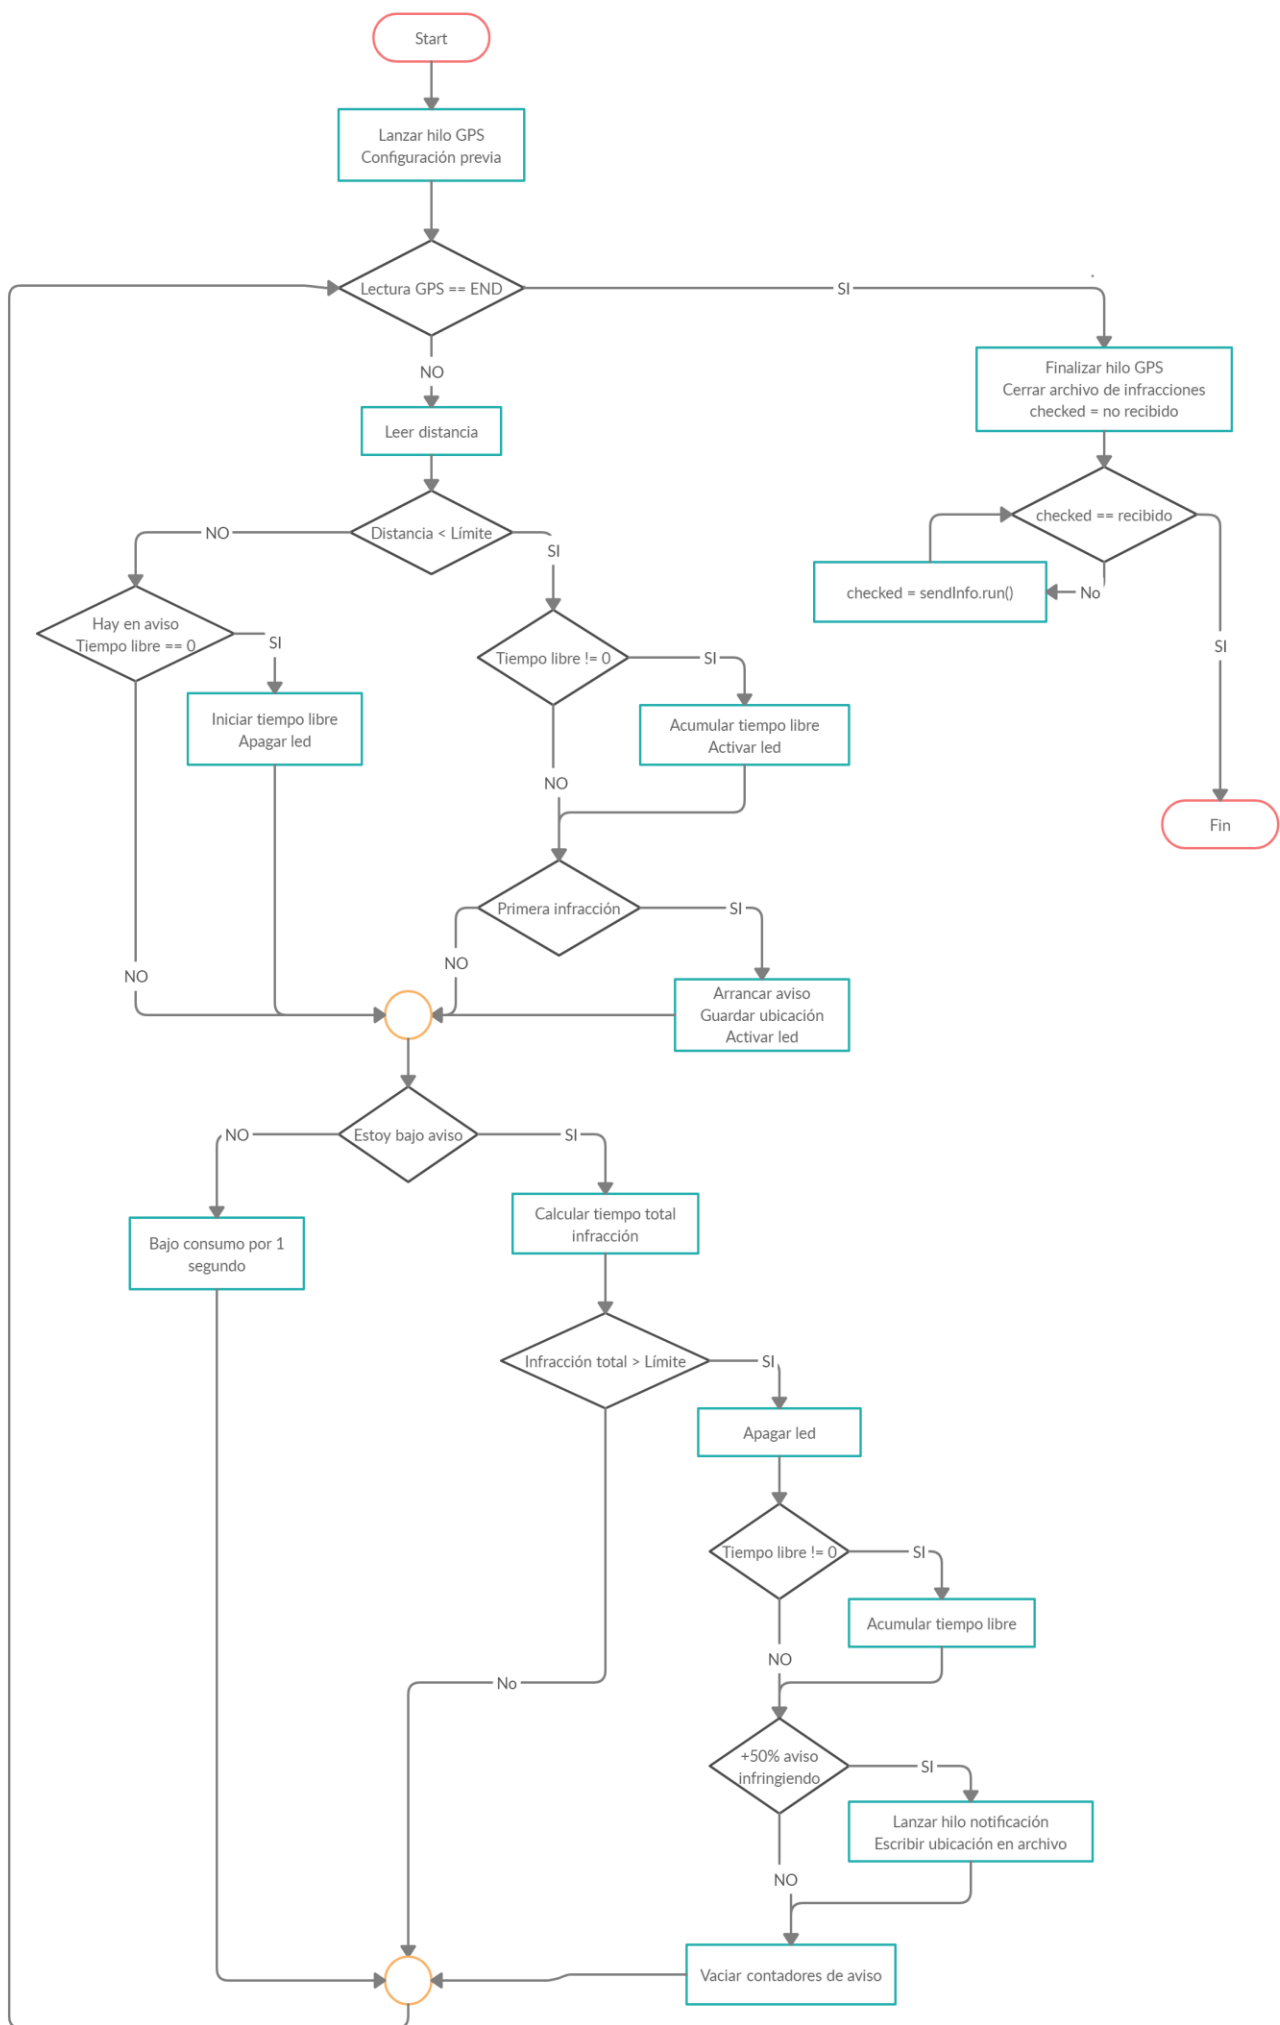 Start
Lanzar hilo GPS
Configuración previa
Lectura GPS == END
SI
NO
Finalizar hilo GPS
Cerrar archivo de infracciones
checked = no recibido
Leer distancia
checked == recibido
Distancia < Límite
NO
SI
checked = sendInfo.run()
No
Hay en aviso
Tiempo libre == 0
SI
Tiempo libre != 0
SI
SI
Iniciar tiempo libre
Apagar led
Acumular tiempo libre
Activar led
NO
Fin
Primera infracción
SI
NO
NO
Arrancar aviso
Guardar ubicación
Activar led
Estoy bajo aviso
NO
SI
Calcular tiempo total
infracción
Bajo consumo por 1
segundo
Infracción total > Límite
SI
Apagar led
Tiempo libre != 0
SI
Acumular tiempo libre
NO
No
+50% aviso
infringiendo
SI
Lanzar hilo notificación
Escribir ubicación en archivo
NO
Vaciar contadores de aviso